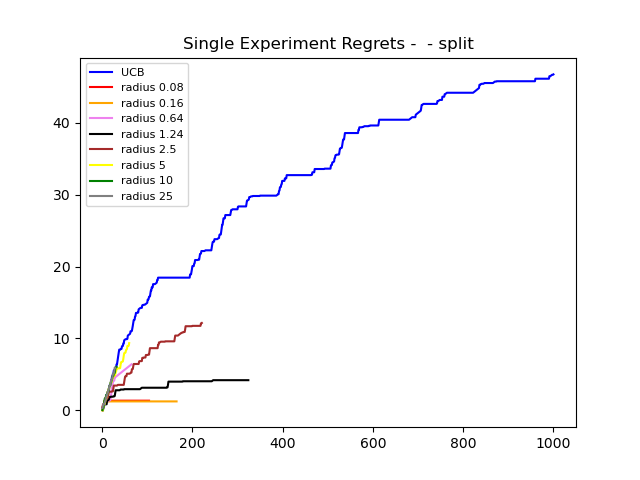 Single Experiment Regrets -  - split
UCB
radius 0.08
radius 0.16
radius 0.64
radius 1.24
radius 2.5
radius 5
radius 10
radius 25
40
30
20
10
0
0 200 400 600 800 1000